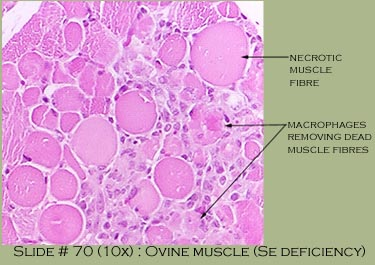 NECROTIC
MUSCLE
FIBRE
MACROPHAGES
REMOVING DEAD
MUSCLE FIBRES
SLIDE # 70 (10X) : OVINE MUSCLE (SE DEFICIENCY)